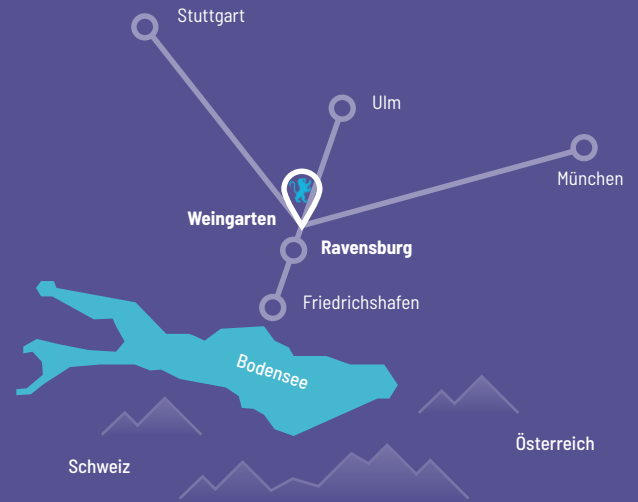 Stuttgart
Ulm
München
Weingarten
Ravensburg
Friedrichshafen
Bodensee
Österreich
Schweiz